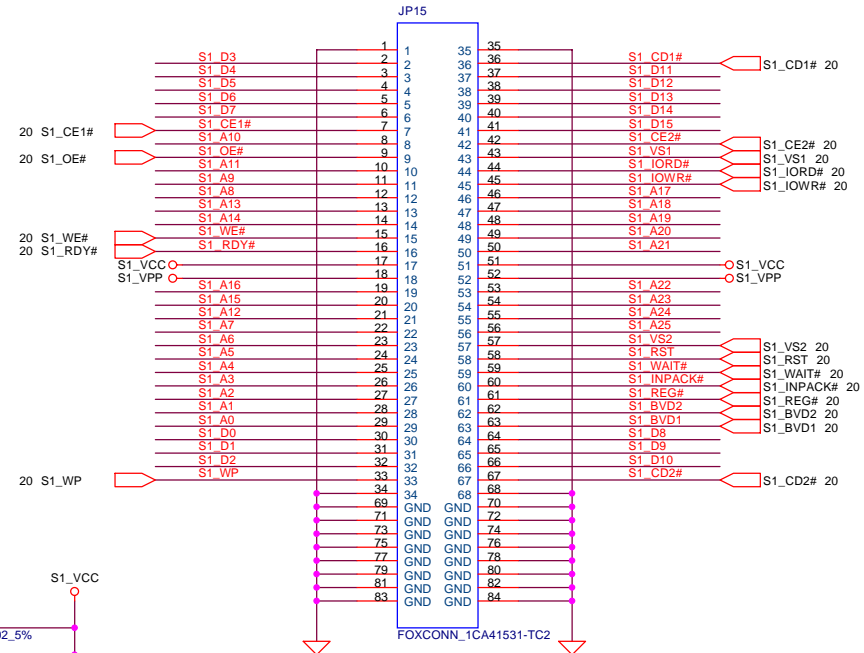 JP15
1 1 35 35
S1_D3 2 2 36 36 S1_CD1# S1_CD1# 20
S1_D4 3 3 37 37 S1_D11
S1_D5 4 4 38 38 S1_D12
S1_D6 5 5 39 39 S1_D13
S1_D7 6 6 40 40 S1_D14
20 S1_CE1# S1_CE1# 7 7 41 41 S1_D15
S1_A10 8 8 42 42 S1_CE2# S1_CE2# 20
20 S1_OE# S1_OE# 9 9 43 43 S1_VS1 S1_VS1 20
S1_A11 10 10 44 44 S1_IORD# S1_IORD# 20
S1_A9 11 11 45 45 S1_IOWR# S1_IOWR# 20
S1_A8 12 12 46 46 S1_A17
S1_A13 13 13 47 47 S1_A18
S1_A14 14 14 48 48 S1_A19
20 S1_WE# S1_WE# 15 15 49 49 S1_A20
20 S1_RDY# S1_RDY# 16 16 50 50 S1_A21
S1_VCC 17 17 51 51 S1_VCC
S1_VPP 18 18 52 52 S1_VPP
S1_A16 19 19 53 53 S1_A22
S1_A15 20 20 54 54 S1_A23
S1_A12 21 21 55 55 S1_A24
S1_A7 22 22 56 56 S1_A25
S1_A6 23 23 57 57 S1_VS2 S1_VS2 20
S1_A5 24 24 58 58 S1_RST S1_RST 20
S1_A4 25 25 59 59 S1_WAIT# S1_WAIT# 20
S1_A3 26 26 60 60 S1_INPACK# S1_INPACK# 20
S1_A2 27 27 61 61 S1_REG# S1_REG# 20
S1_A1 28 28 62 62 S1_BVD2 S1_BVD2 20
S1_A0 29 29 63 63 S1_BVD1 S1_BVD1 20
S1_D0 30 30 64 64 S1_D8
S1_D1 31 31 65 65 S1_D9
S1_D2 32 32 66 66 S1_D10
20 S1_WP S1_WP 33 33 67 67 S1_CD2# S1_CD2# 20
34 34 68 68
69 GND GND 70
71 GND GND 72
73 GND GND 74
75 GND GND 76
77 GND GND 78
79 GND GND 80
81 GND GND 82
83 GND GND 84
S1_VCC
02_5%
FOXCONN_1CA41531-TC2